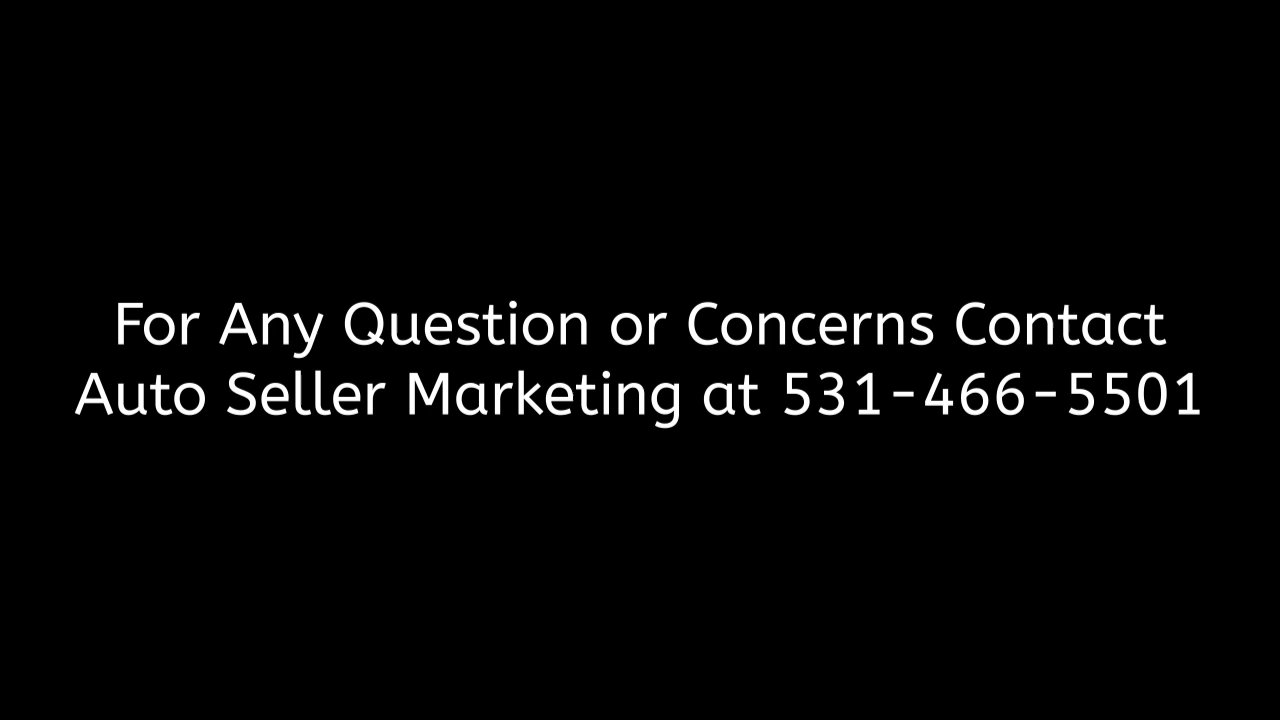 For Any Question or Concerns Contact
Auto Seller Marketing at 531-466-5501